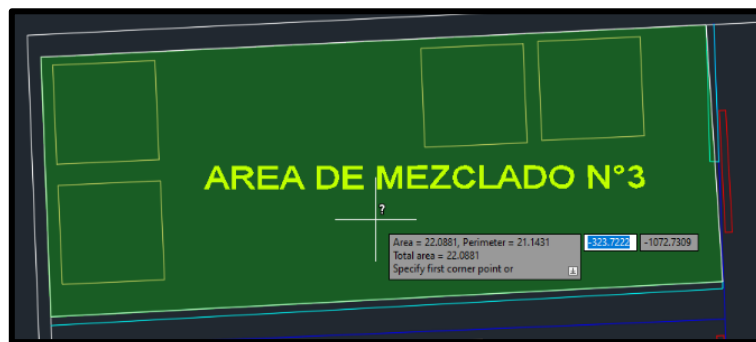 AREA DE MEZCLADO N°3
?
Area = 22.0881, Perimeter = 21.1431
Total area = 22.0881
Specify first corner point or
-323.7222
-1072.7309